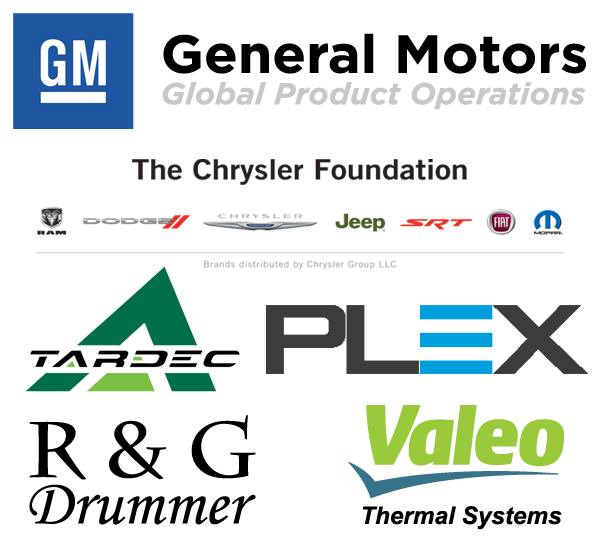 GM
General Motors
Global Product Operations
The Chrysler Foundation
RAM DODGE CHRYSLER Jeep SRT FIAT MOPAR
Brands distributed by Chrysler Group LLC
TARDEC
PLEX
R & G
Drummer
Valeo
Thermal Systems